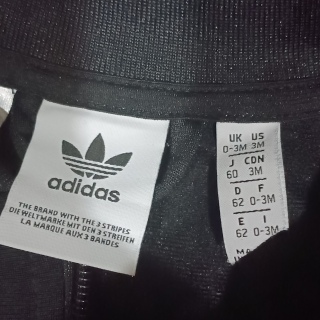 adidas
THE BRAND WITH THE 3 STRIPES
DIE WELTMARKE MIT DEN 3 STREIFEN
LA MARQUE AUX 3 BANDES
UK US
0-3M 3M
J CDN
60 3M
D F
62 0-3M
E I
62 0-3M